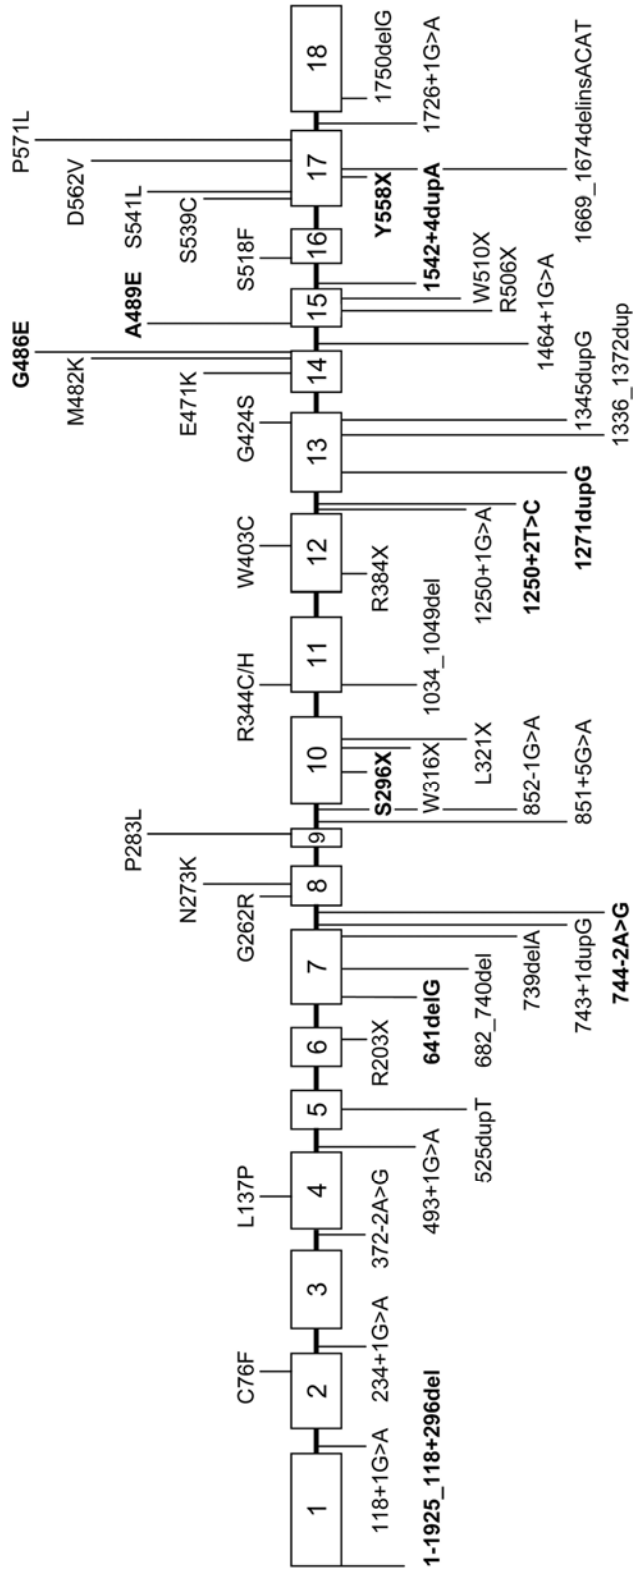 C76F
L137P
G262R
N273K
P283L
R344C/H
W403C
G424S
E471K
M482K
G486E
A489E
S518F
S539C
S541L
D562V
P571L
1
2
3
4
5
6
7
8
9
10
11
12
13
14
15
16
17
18
1-1925_118+296del
118+1G>A
234+1G>A
372-2A>G
493+1G>A
525dupT
R203X
641delG
682_740del
739delA
743+1dupG
744-2A>G
851+5G>A
852-1G>A
S296X
W316X
L321X
1034_1049del
R384X
1250+1G>A
1250+2T>C
1271dupG
1336_1372dup
1345dupG
1464+1G>A
R506X
W510X
1542+4dupA
Y558X
1669_1674delinsACAT
1726+1G>A
1750delG